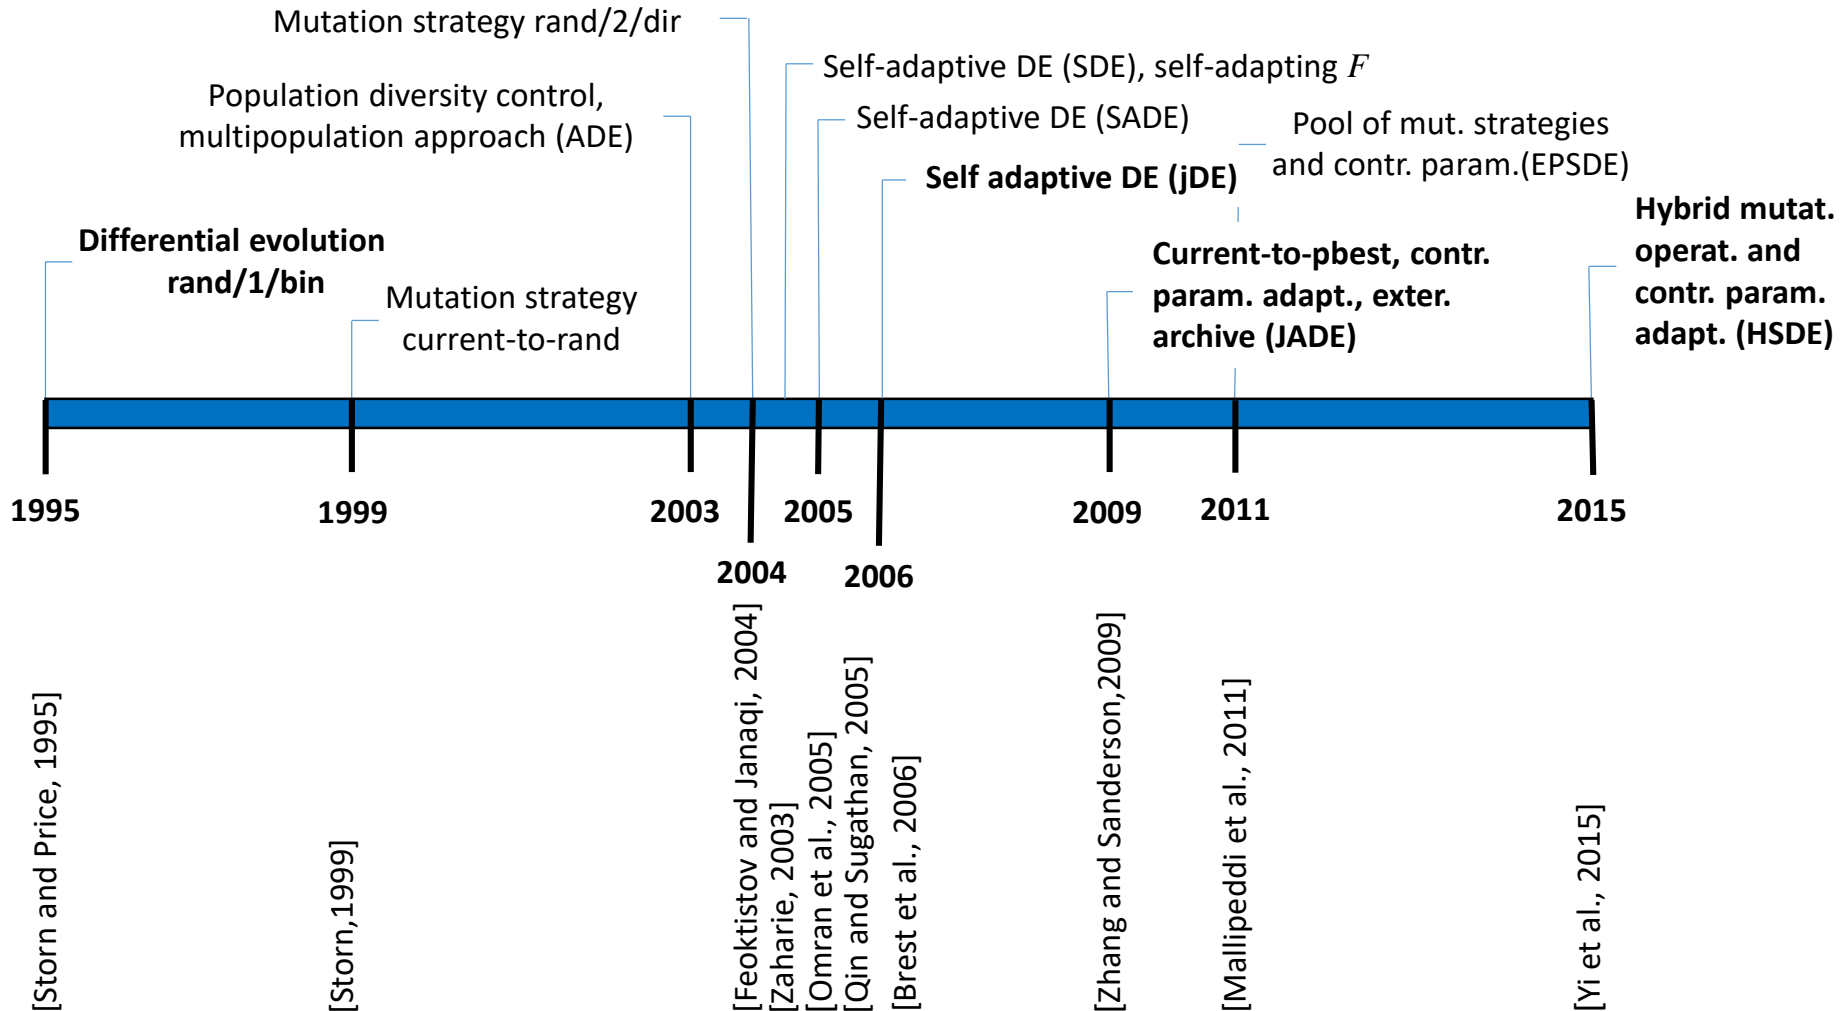 Mutation strategy rand/2/dir
Self-adaptive DE (SDE), self-adapting F
Population diversity control,
multipopulation approach (ADE)
Self-adaptive DE (SADE)
Pool of mut. strategies
and contr. param.(EPSDE)
Self adaptive DE (jDE)
Hybrid mutat.
operat. and
contr. param.
adapt. (HSDE)
Differential evolution
rand/1/bin
Current-to-pbest, contr.
param. adapt., exter.
archive (JADE)
Mutation strategy
current-to-rand
1995
1999
2003
2005
2009
2011
2015
2004
2006
[Storn and Price, 1995]
[Storn,1999]
[Feoktistov and Janaqi, 2004]
[Zaharie, 2003]
[Omran et al., 2005]
[Qin and Sugathan, 2005]
[Brest et al., 2006]
[Zhang and Sanderson,2009]
[Mallipeddi et al., 2011]
[Yi et al., 2015]